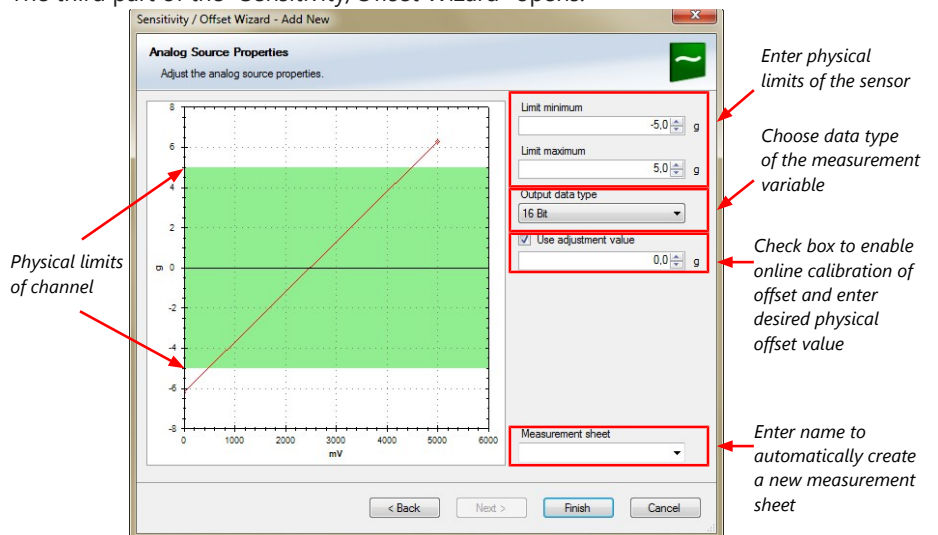 The third part of the "Sensitivity/Offset Wizard" opens.
Sensitivity / Offset Wizard - Add New
x
Analog Source Properties
Adjust the analog source properties.
Enter physical
limits of the sensor
Choose data type
of the measurement
variable
Check box to enable
online calibration of
offset and enter
desired physical
offset value
Enter name to
automatically create
a new measurement
sheet
Physical limits
of channel
8
6
4
2
0
-2
-4
-6
-8
g
0 1000 2000 3000 4000 5000 6000
mV
Limit minimum
-5,0 g
Limit maximum
5,0 g
Output data type
16 Bit
Use adjustment value
0,0 g
Measurement sheet
< Back Next > Finish Cancel